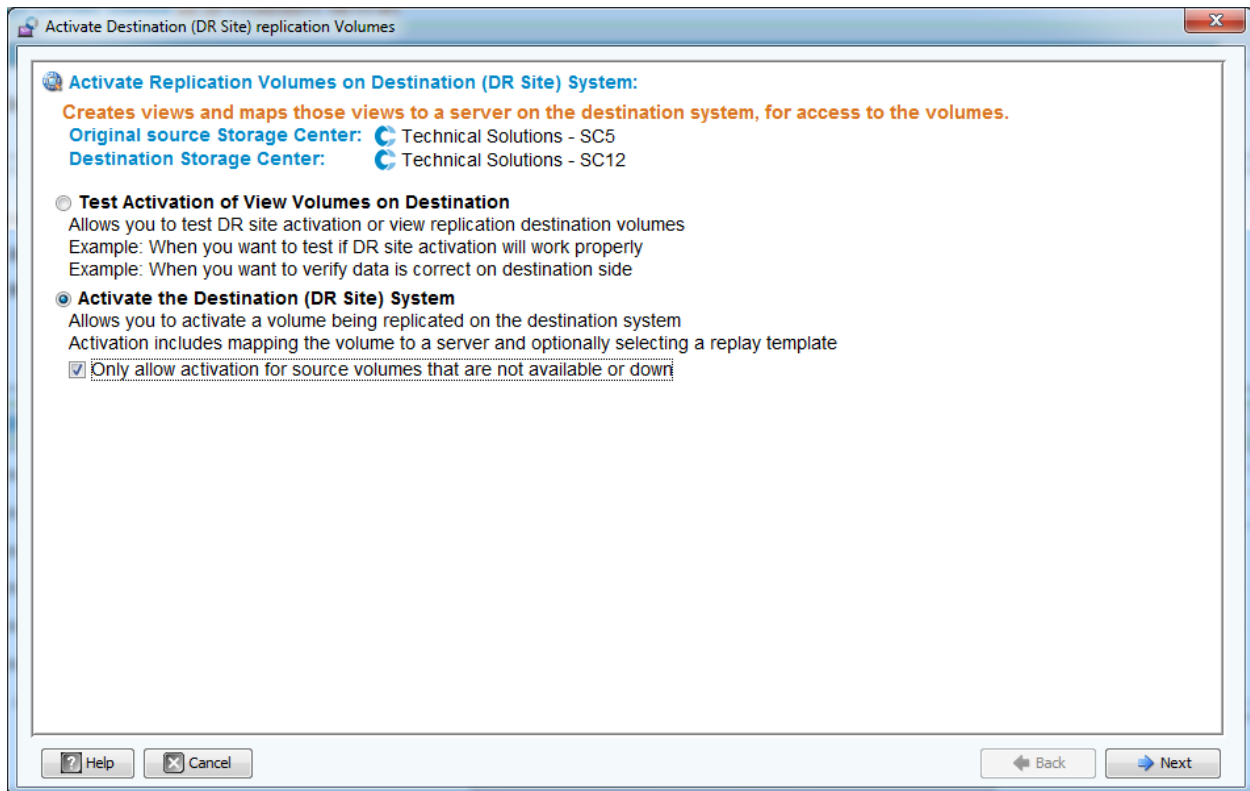 Activate Destination (DR Site) replication Volumes
Activate Replication Volumes on Destination (DR Site) System:
Creates views and maps those views to a server on the destination system, for access to the volumes.
Original source Storage Center: Technical Solutions - SC5
Destination Storage Center: Technical Solutions - SC12
Test Activation of View Volumes on Destination
Allows you to test DR site activation or view replication destination volumes
Example: When you want to test if DR site activation will work properly
Example: When you want to verify data is correct on destination side
Activate the Destination (DR Site) System
Allows you to activate a volume being replicated on the destination system
Activation includes mapping the volume to a server and optionally selecting a replay template
Only allow activation for source volumes that are not available or down
Help Cancel Back Next